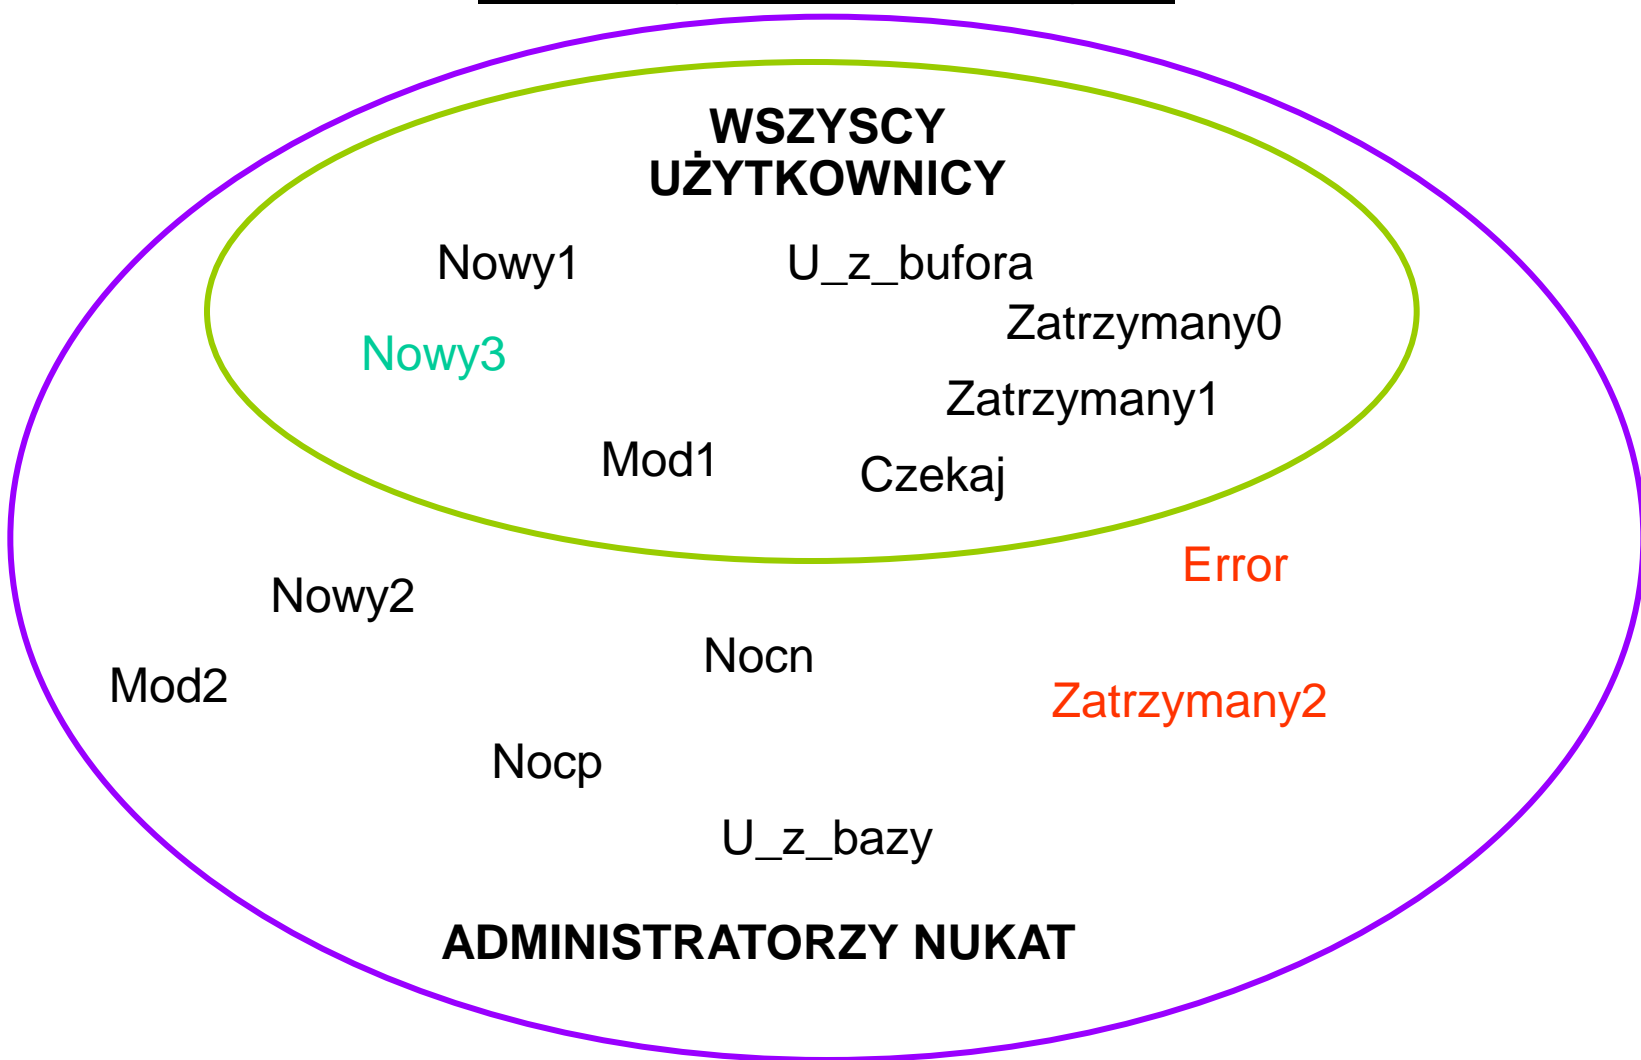 WSZYSCY
UŻYTKOWNICY
Nowy1 U_z_bufora
Zatrzymany0
Nowy3
Zatrzymany1
Mod1 Czekaj
Error
Nowy2
Nocn
Mod2 Zatrzymany2
Nocp
U_z_bazy
ADMINISTRATORZY NUKAT